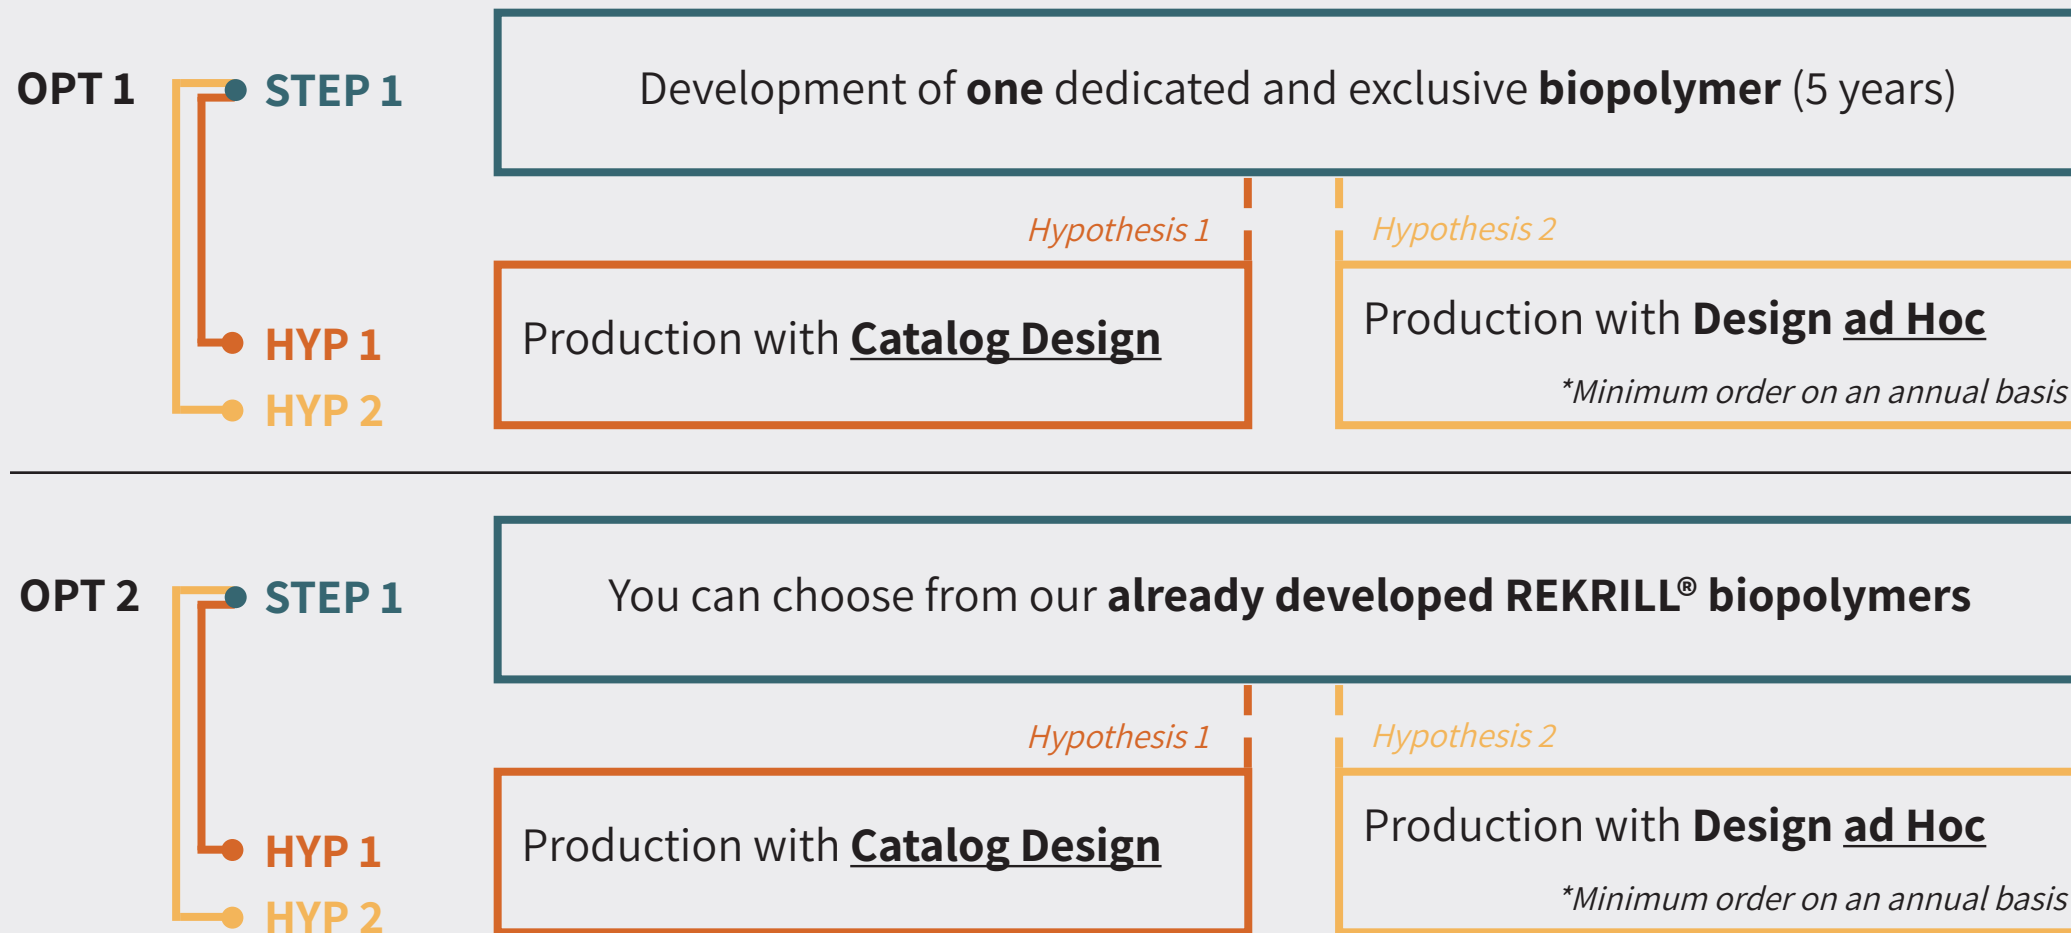 OPT 1
STEP 1
Development of one dedicated and exclusive biopolymer (5 years)
Hypothesis 1
Hypothesis 2
HYP 1
HYP 2
Production with Catalog Design
Production with Design ad Hoc
*Minimum order on an annual basis
OPT 2
STEP 1
You can choose from our already developed REKRILL® biopolymers
Hypothesis 1
Hypothesis 2
HYP 1
HYP 2
Production with Catalog Design
Production with Design ad Hoc
*Minimum order on an annual basis